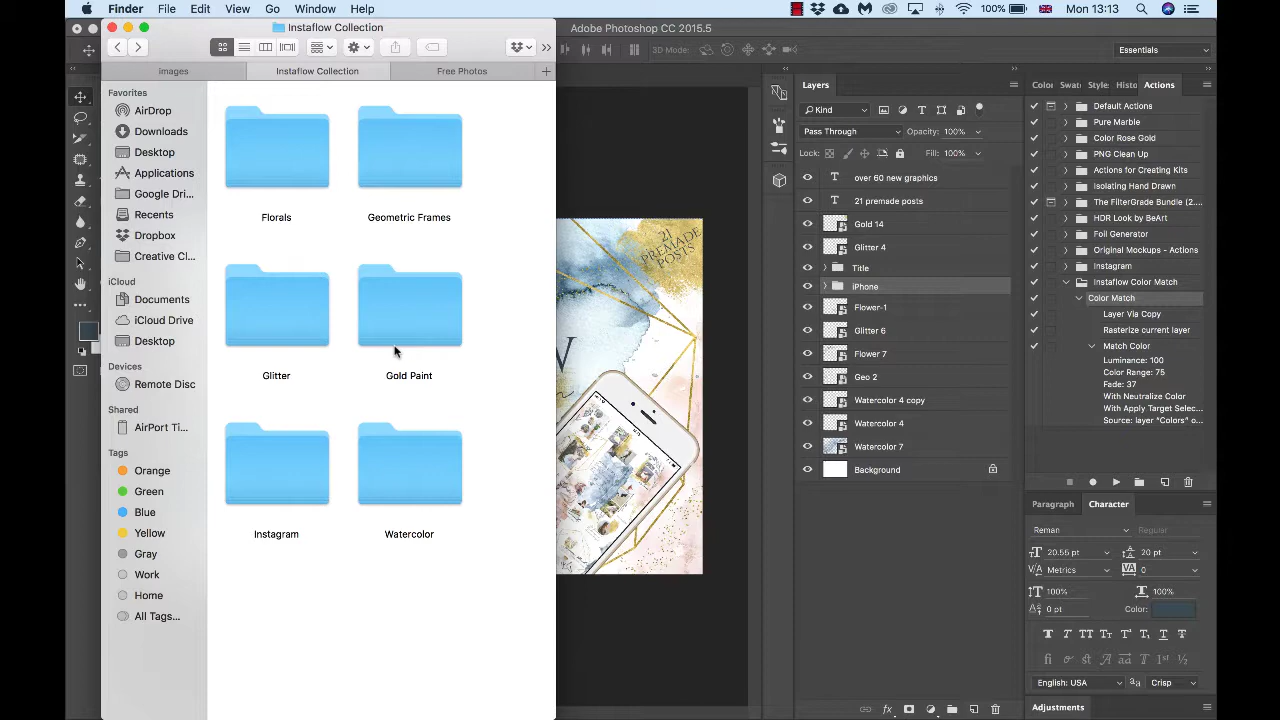 Finder File Edit View Go Window Help
100% Mon 13:13
Instaflow Collection
Adobe Photoshop CC 2015.5
3D Mode:
Essentials
Images
Instaflow Collection
Free Photos
Favorites
AirDrop
Downloads
Desktop
Applications
Google Dri...
Recents
Dropbox
Creative Cl...
iCloud
Documents
iCloud Drive
Desktop
Devices
Remote Disc
Shared
AirPort Ti...
Tags
Orange
Green
Blue
Yellow
Gray
Work
Home
All Tags...
Florals
Geometric Frames
Glitter
Gold Paint
Instagram
Watercolor
21
PREMADE
POSTS
W
Layers
Kind
Pass Through
Opacity: 100%
Lock:
Fill: 100%
over 60 new graphics
21 premade posts
Gold 14
Glitter 4
Title
iPhone
Flower-1
Glitter 6
Flower 7
Geo 2
Watercolor 4 copy
Watercolor 4
Watercolor 7
Background
Color Style Histo Actions
Default Actions
Pure Marble
Color Rose Gold
PNG Clean Up
Actions for Creating Kits
Isolating Hand Drawn
The FilterGrade Bundle (2....
HDR Look by BeArt
Foil Generator
Original Mockups - Actions
Instagram
Instaflow Color Match
Color Match
Layer Via Copy
Rasterize current layer
Match Color
Luminance: 100
Color Range: 75
Fade: 37
With Neutralize Color
With Apply Target Selec...
Source: layer “Colors” o...
Paragraph
Character
Reman
Regular
20.55 pt
20 pt
Metrics
0
100%
100%
0 pt
Color:
English: USA
Crisp
Adjustments